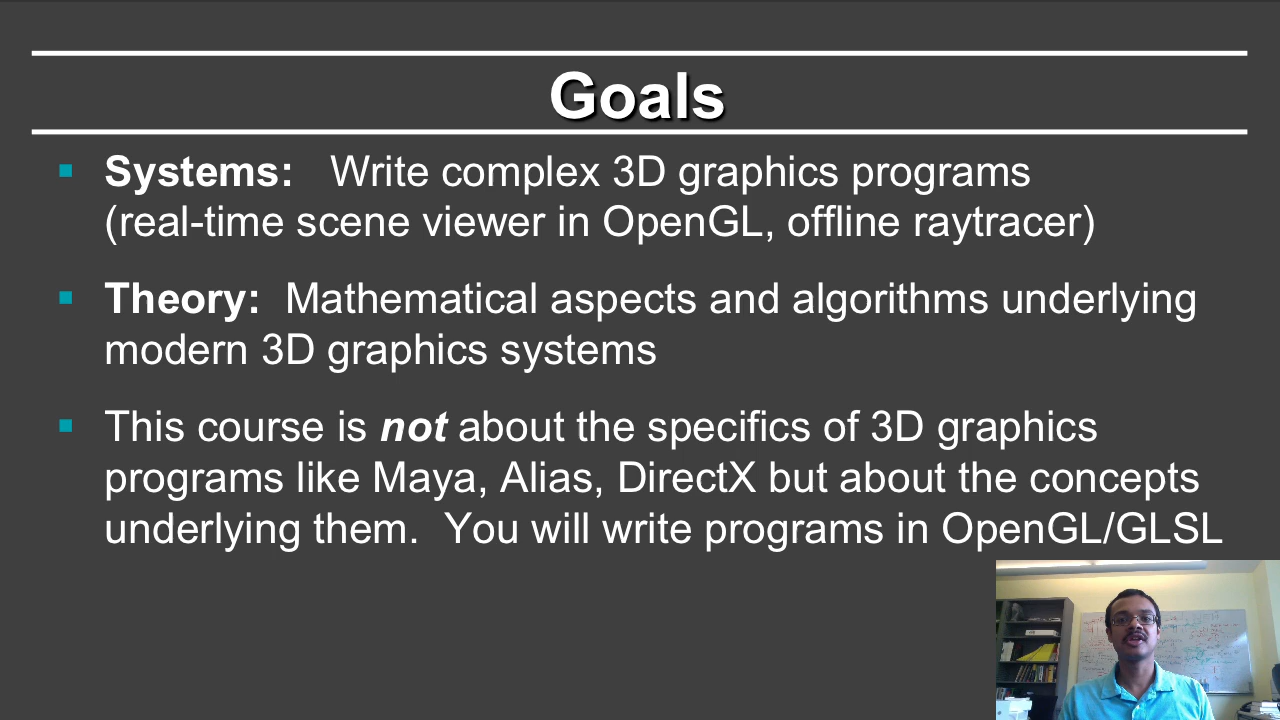 Goals
Systems: Write complex 3D graphics programs
(real-time scene viewer in OpenGL, offline raytracer)
Theory: Mathematical aspects and algorithms underlying
modern 3D graphics systems
This course is not about the specifics of 3D graphics
programs like Maya, Alias, DirectX but about the concepts
underlying them. You will write programs in OpenGL/GLSL